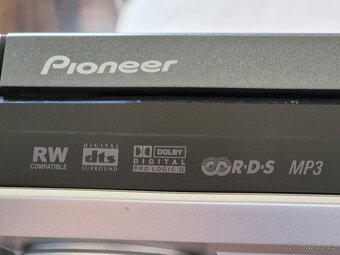 Pioneer
RW COMPATIBLE
DIGITAL dts SURROUND
DOLBY DIGITAL PRO LOGIC II
R·D·S
MP3